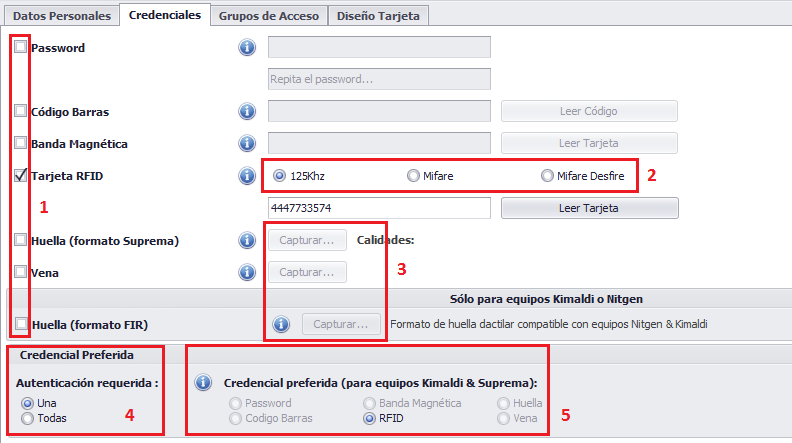 Datos Personales Credenciales Grupos de Acceso Diseño Tarjeta
Password
Repita el password...
Código Barras Leer Código
Banda Magnética Leer Tarjeta
Tarjeta RFID 125Khz Mifare Mifare Desfire 2
1 4447733574 Leer Tarjeta
Huella (formato Suprema) Capturar... Calidades:
Vena Capturar... 3
Sólo para equipos Kimaldi o Nitgen
Huella (formato FIR) Capturar... Formato de huella dactilar compatible con equipos Nitgen & Kimaldi
Credencial Preferida
Autenticación requerida : Credencial preferida (para equipos Kimaldi & Suprema):
Una Password Banda Magnética Huella
Todas 4 Codigo Barras RFID Vena 5